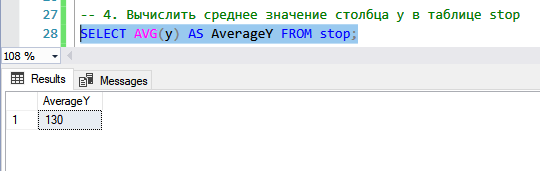 27 -- 4. Вычислить среднее значение столбца y в таблице stop
28 SELECT AVG(y) AS AverageY FROM stop;
108 %
Results Messages
AverageY
1 130